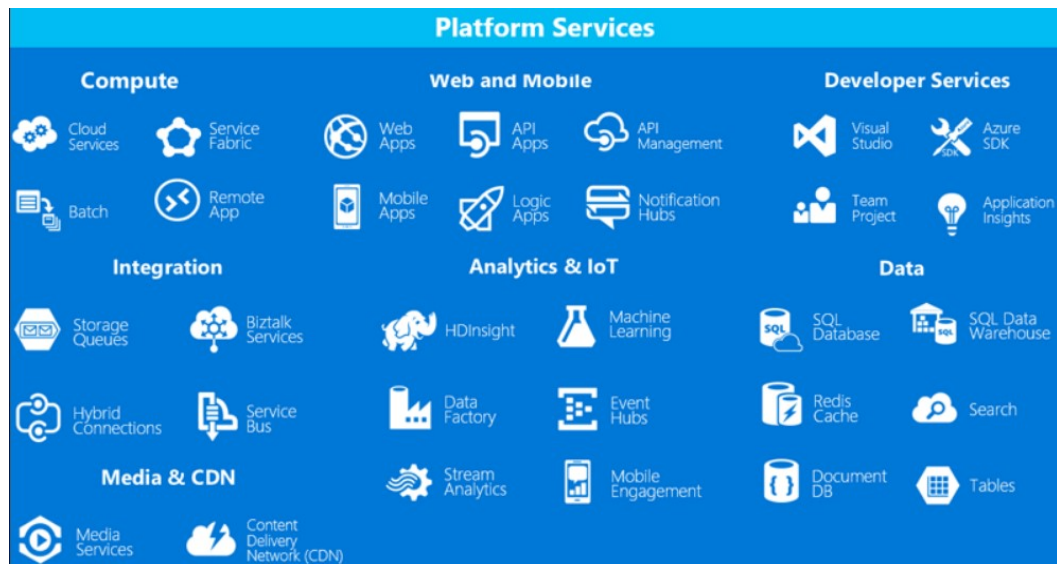 Platform Services
Compute
Cloud
Services
Service
Fabric
Batch
Remote
App
Web and Mobile
Web
Apps
API
Apps
API
Management
Mobile
Apps
Logic
Apps
Notification
Hubs
Developer Services
Visual
Studio
SDK
Azure
SDK
Team
Project
Application
Insights
Integration
Storage
Queues
Biztalk
Services
Hybrid
Connections
Service
Bus
Analytics & IoT
HDInsight
Machine
Learning
Data
Factory
Event
Hubs
Stream
Analytics
Mobile
Engagement
Data
SQL
SQL
Database
SQL
SQL Data
Warehouse
Redis
Cache
Search
Document
DB
Tables
Media & CDN
Media
Services
Content
Delivery
Network (CDN)